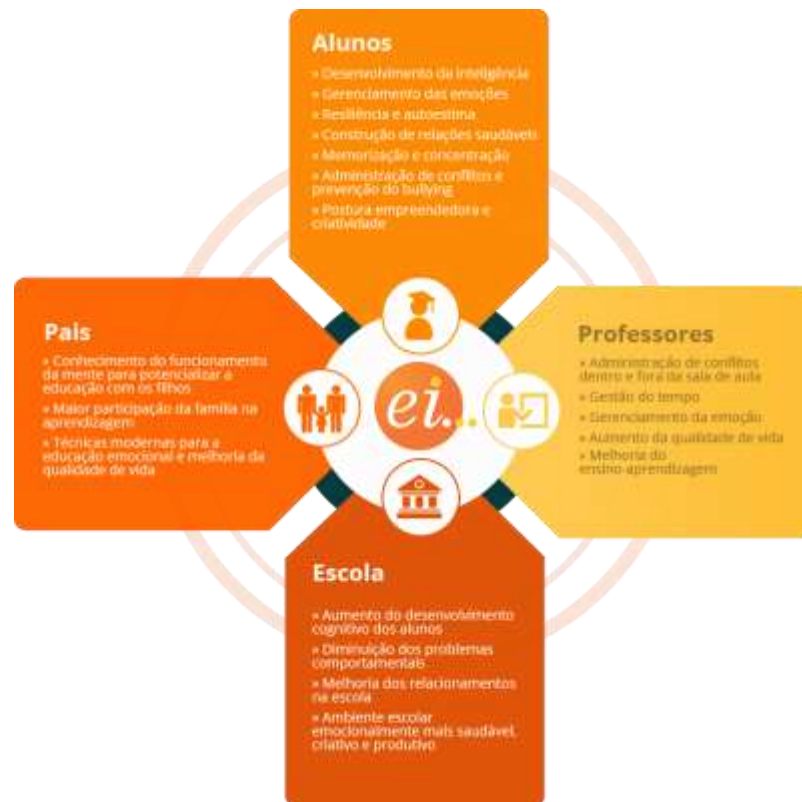 Alunos
» Desenvolvimento da inteligência
» Gerenciamento das emoções
» Resiliência e autoestima
» Construção de relações saudáveis
» Memorização e concentração
» Administração de conflitos e
prevenção do bullying
» Postura empreendedora e
criatividade
Pais
» Conhecimento do funcionamento
da mente para potencializar a
educação com os filhos
» Maior participação da família na
aprendizagem
» Técnicas modernas para a
educação emocional e melhoria da
qualidade de vida
ei...
Professores
» Administração de conflitos
dentro e fora da sala de aula
» Gestão do tempo
» Gerenciamento da emoção
» Aumento da qualidade de vida
» Melhoria do
ensino-aprendizagem
Escola
» Aumento do desenvolvimento
cognitivo dos alunos
» Diminuição dos problemas
comportamentais
» Melhoria dos relacionamentos
na escola
» Ambiente escolar
emocionalmente mais saudável,
criativo e produtivo